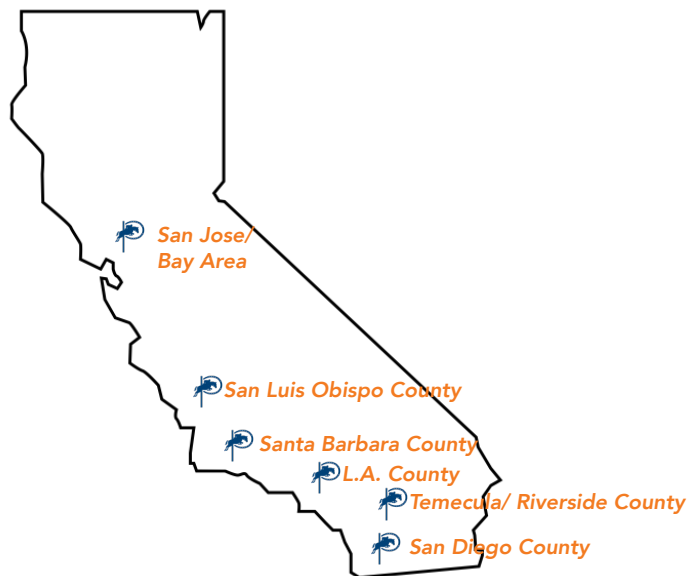 San Jose/
Bay Area
San Luis Obispo County
Santa Barbara County
L.A. County
Temecula/ Riverside County
San Diego County